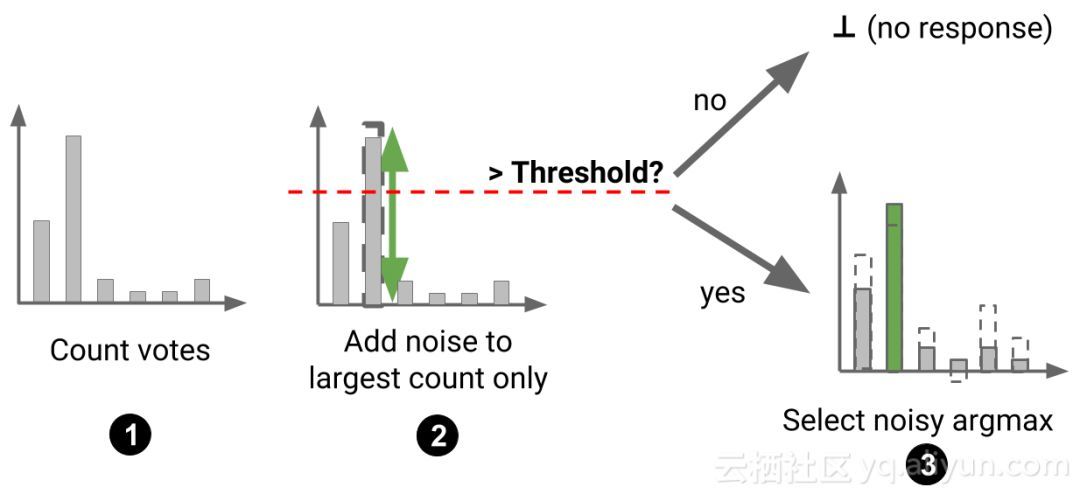 ⊥ (no response)
no
> Threshold?
yes
Count votes
Add noise to
largest count only
Select noisy argmax
1
2
3
云栖社区 yq.aliyun.com